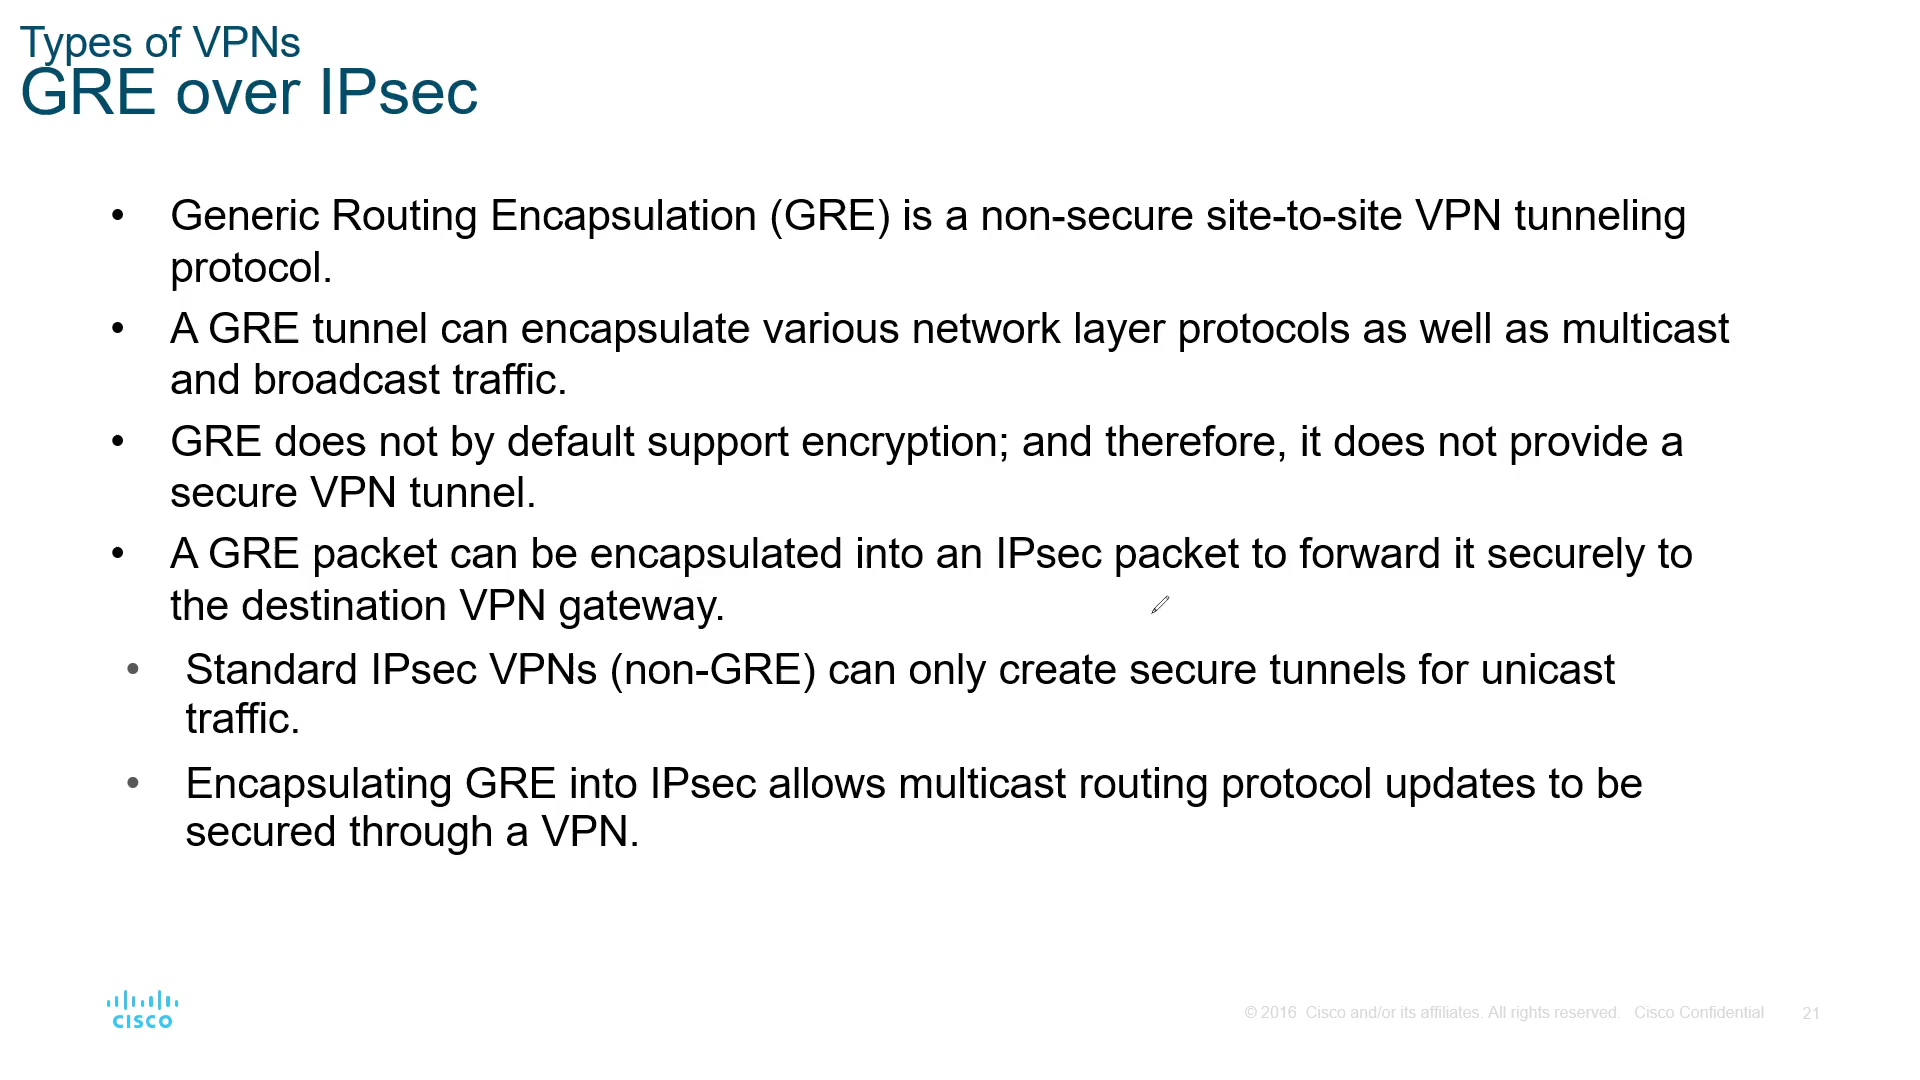 Types of VPNs
GRE over IPsec
• Generic Routing Encapsulation (GRE) is a non-secure site-to-site VPN tunneling
protocol.
• A GRE tunnel can encapsulate various network layer protocols as well as multicast
and broadcast traffic.
• GRE does not by default support encryption; and therefore, it does not provide a
secure VPN tunnel.
• A GRE packet can be encapsulated into an IPsec packet to forward it securely to
the destination VPN gateway.
• Standard IPsec VPNs (non-GRE) can only create secure tunnels for unicast
traffic.
• Encapsulating GRE into IPsec allows multicast routing protocol updates to be
secured through a VPN.
CISCO
© 2016 Cisco and/or its affiliates. All rights reserved. Cisco Confidential 21